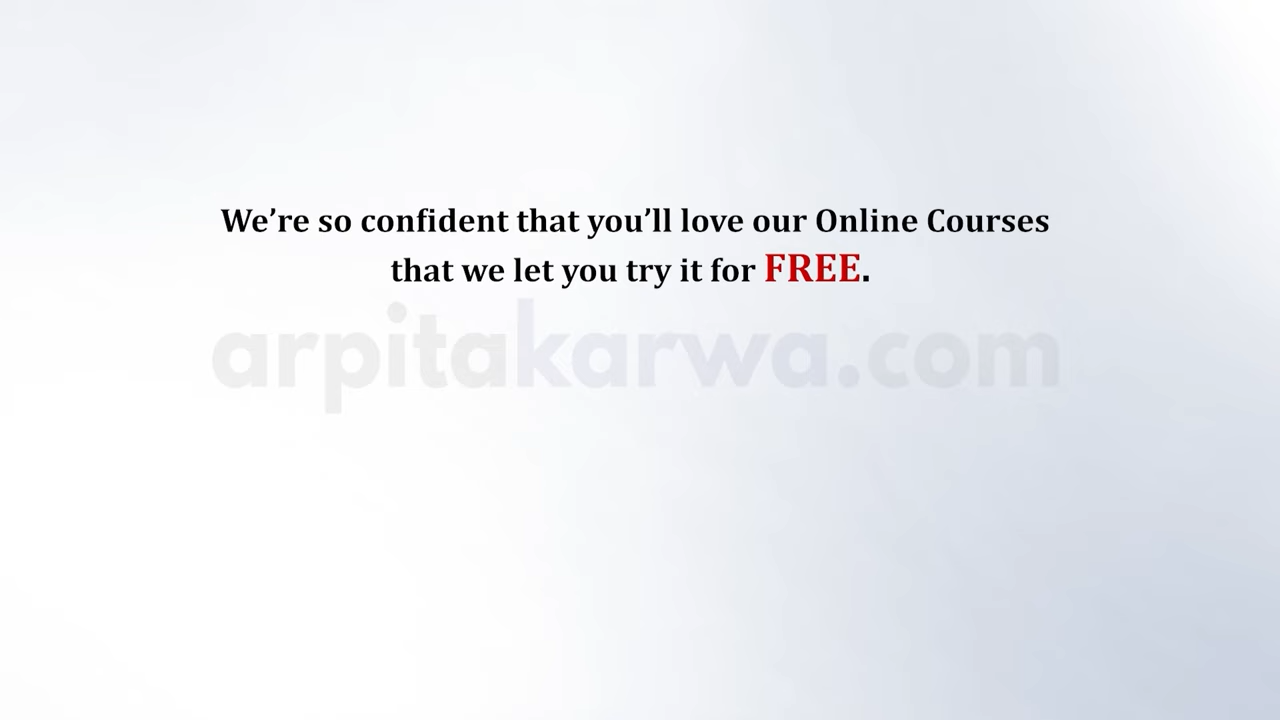 We’re so confident that you’ll love our Online Courses
that we let you try it for FREE.
arpitakarwa.com